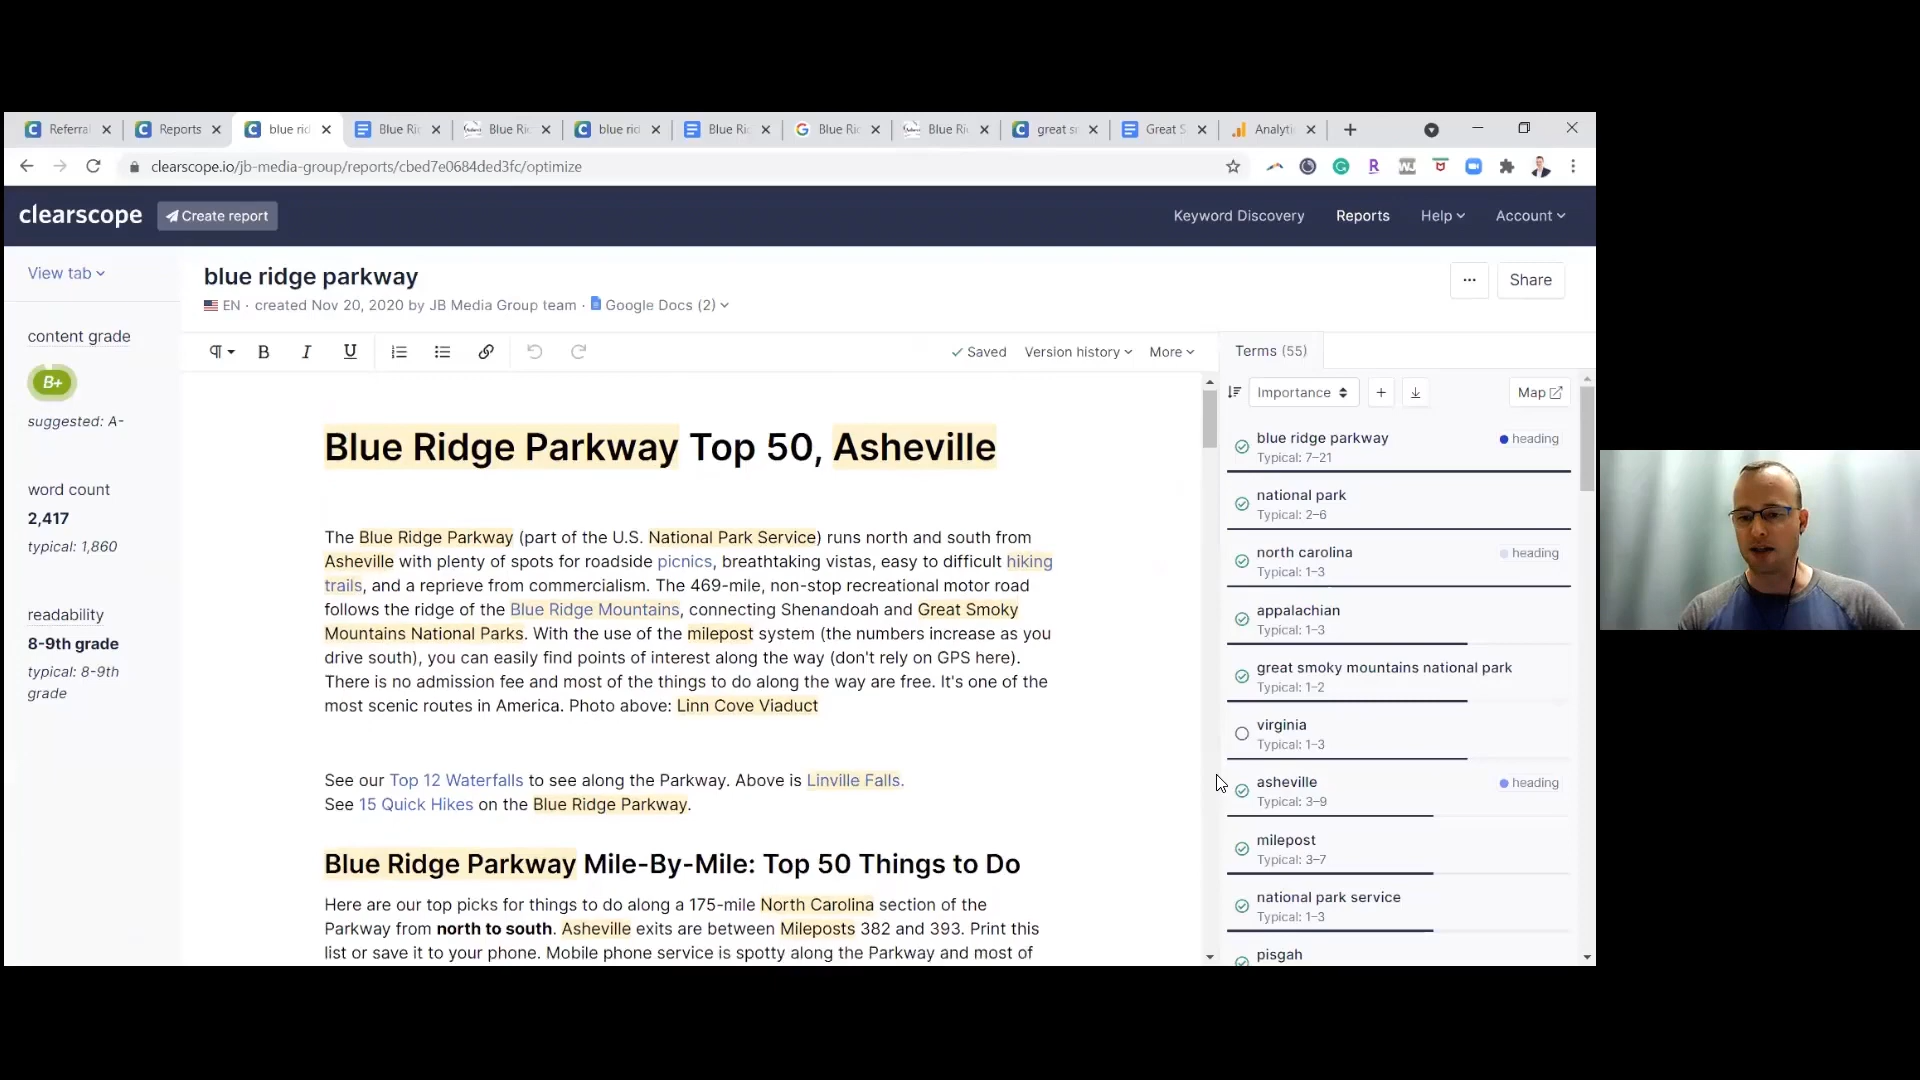 Referral
Reports
blue rid
Blue Ri
Blue Ric
blue rid
Blue Ri
Blue Ric
Blue Ri
great s
Great S
Analyti
clearscope.io/jb-media-group/reports/cbed7e0684ded3fc/optimize
clearscope
Create report
Keyword Discovery
Reports
Help
Account
View tab
blue ridge parkway
EN · created Nov 20, 2020 by JB Media Group team · Google Docs (2)
... Share
content grade
B+
suggested: A-
word count
2,417
typical: 1,860
readability
8-9th grade
typical: 8-9th
grade
B I U
Saved Version history More
Blue Ridge Parkway Top 50, Asheville
The Blue Ridge Parkway (part of the U.S. National Park Service) runs north and south from
Asheville with plenty of spots for roadside picnics, breathtaking vistas, easy to difficult hiking
trails, and a reprieve from commercialism. The 469-mile, non-stop recreational motor road
follows the ridge of the Blue Ridge Mountains, connecting Shenandoah and Great Smoky
Mountains National Parks. With the use of the milepost system (the numbers increase as you
drive south), you can easily find points of interest along the way (don't rely on GPS here).
There is no admission fee and most of the things to do along the way are free. It's one of the
most scenic routes in America. Photo above: Linn Cove Viaduct
See our Top 12 Waterfalls to see along the Parkway. Above is Linville Falls.
See 15 Quick Hikes on the Blue Ridge Parkway.
Blue Ridge Parkway Mile-By-Mile: Top 50 Things to Do
Here are our top picks for things to do along a 175-mile North Carolina section of the
Parkway from north to south. Asheville exits are between Mileposts 382 and 393. Print this
list or save it to your phone. Mobile phone service is spotty along the Parkway and most of
Terms (55)
Importance
+
Map
blue ridge parkway
heading
Typical: 7–21
national park
Typical: 2–6
north carolina
heading
Typical: 1–3
appalachian
Typical: 1–3
great smoky mountains national park
Typical: 1–2
virginia
Typical: 1–3
asheville
heading
Typical: 3–9
milepost
Typical: 3–7
national park service
Typical: 1–3
pisgah